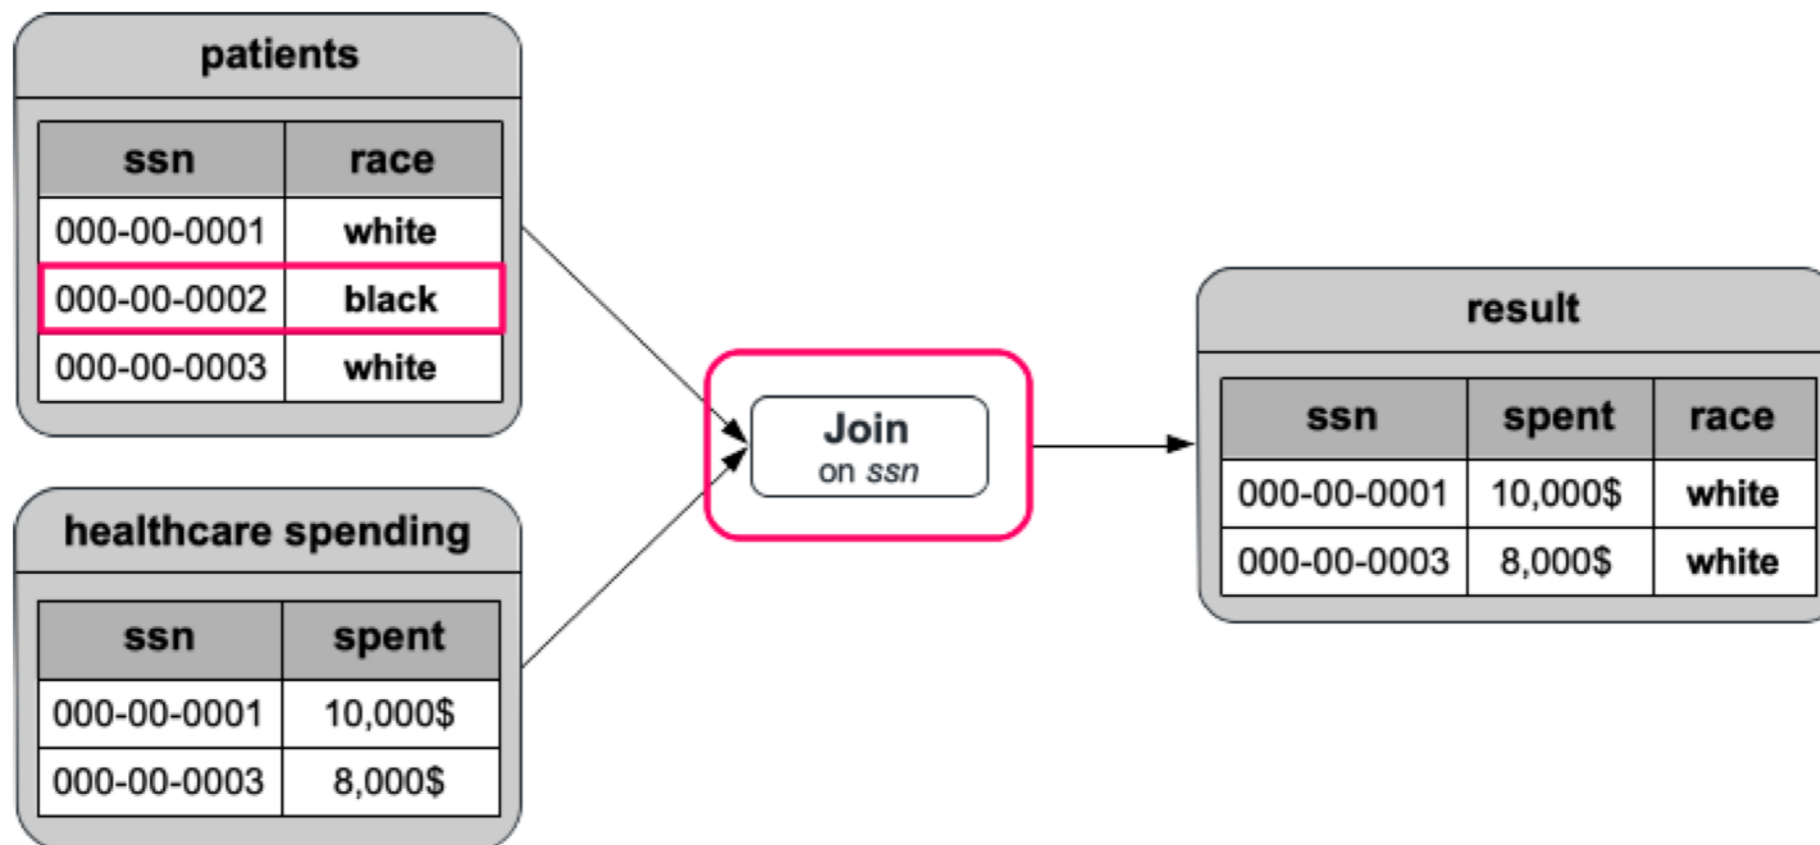 patients
ssn race
000-00-0001 white
000-00-0002 black
000-00-0003 white
healthcare spending
ssn spent
000-00-0001 10,000$
000-00-0003 8,000$
Join
on ssn
result
ssn spent race
000-00-0001 10,000$ white
000-00-0003 8,000$ white